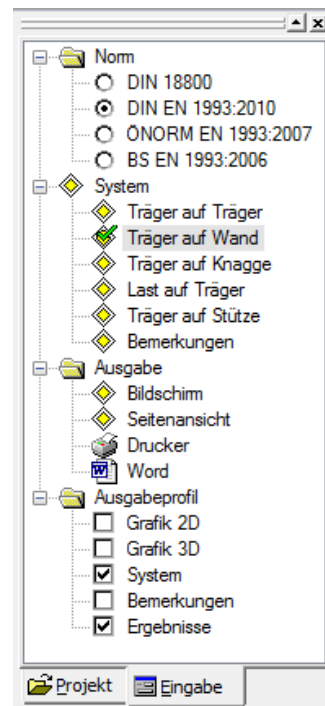 Norm
DIN 18800
DIN EN 1993:2010
ÖNORM EN 1993:2007
BS EN 1993:2006
System
Träger auf Träger
Träger auf Wand
Träger auf Knagge
Last auf Träger
Träger auf Stütze
Bemerkungen
Ausgabe
Bildschirm
Seitenansicht
Drucker
Word
Ausgabeprofil
Grafik 2D
Grafik 3D
System
Bemerkungen
Ergebnisse
Projekt Eingabe